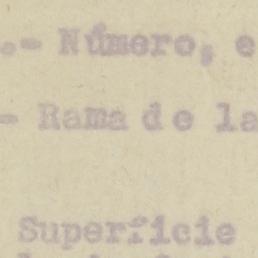 .- Número, e
- Rama de la
Superficie